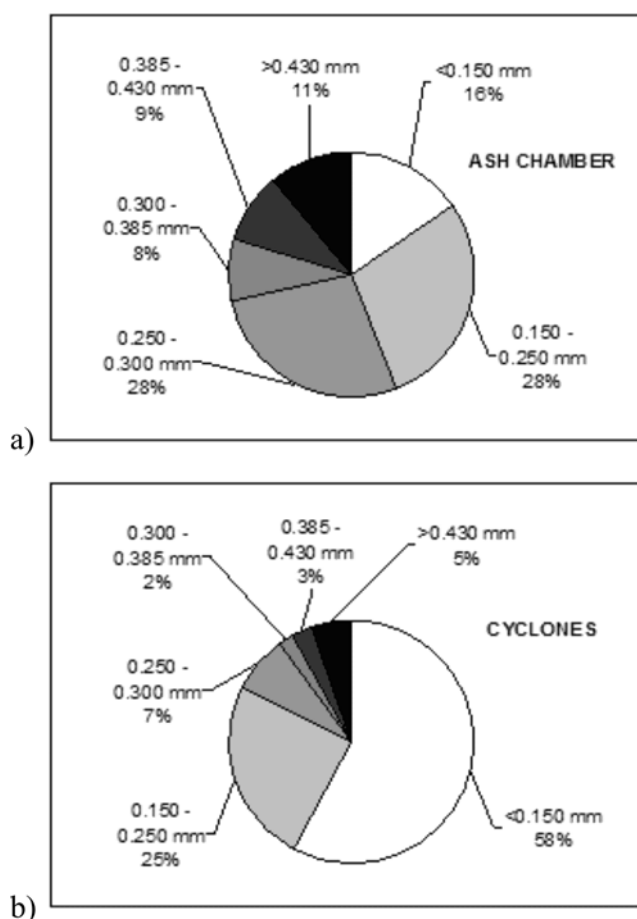 0.385 -
0.430 mm
9%
>0.430 mm
11%
<0.150 mm
16%
ASH CHAMBER
0.300 -
0.385 mm
8%
0.150 -
0.250 mm
28%
0.250 -
0.300 mm
28%
a)
0.300 -
0.385 mm
2%
0.385 -
0.430 mm
3%
>0.430 mm
5%
CYCLONES
0.250 -
0.300 mm
7%
0.150 -
0.250 mm
25%
<0.150 mm
58%
b)